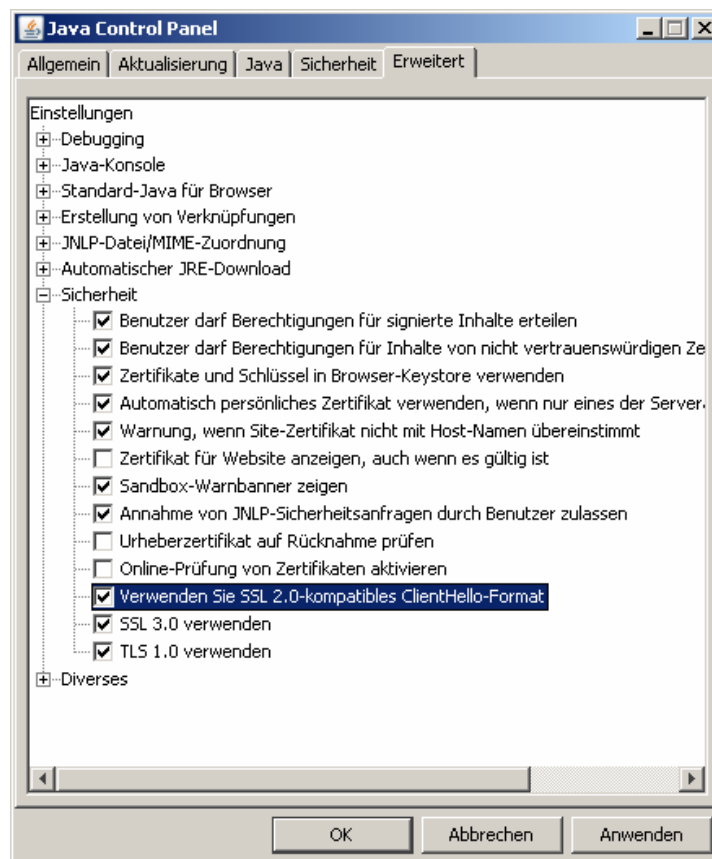 Java Control Panel
Allgemein Aktualisierung Java Sicherheit Erweitert
Einstellungen
Debugging
Java-Konsole
Standard-Java für Browser
Erstellung von Verknüpfungen
JNLP-Datei/MIME-Zuordnung
Automatischer JRE-Download
Sicherheit
Benutzer darf Berechtigungen für signierte Inhalte erteilen
Benutzer darf Berechtigungen für Inhalte von nicht vertrauenswürdigen Ze
Zertifikate und Schlüssel in Browser-Keystore verwenden
Automatisch persönliches Zertifikat verwenden, wenn nur eines der Server
Warnung, wenn Site-Zertifikat nicht mit Host-Namen übereinstimmt
Zertifikat für Website anzeigen, auch wenn es gültig ist
Sandbox-Warnbanner zeigen
Annahme von JNLP-Sicherheitsanfragen durch Benutzer zulassen
Urheberzertifikat auf Rücknahme prüfen
Online-Prüfung von Zertifikaten aktivieren
Verwenden Sie SSL 2.0-kompatibles ClientHello-Format
SSL 3.0 verwenden
TLS 1.0 verwenden
Diverses
OK Abbrechen Anwenden